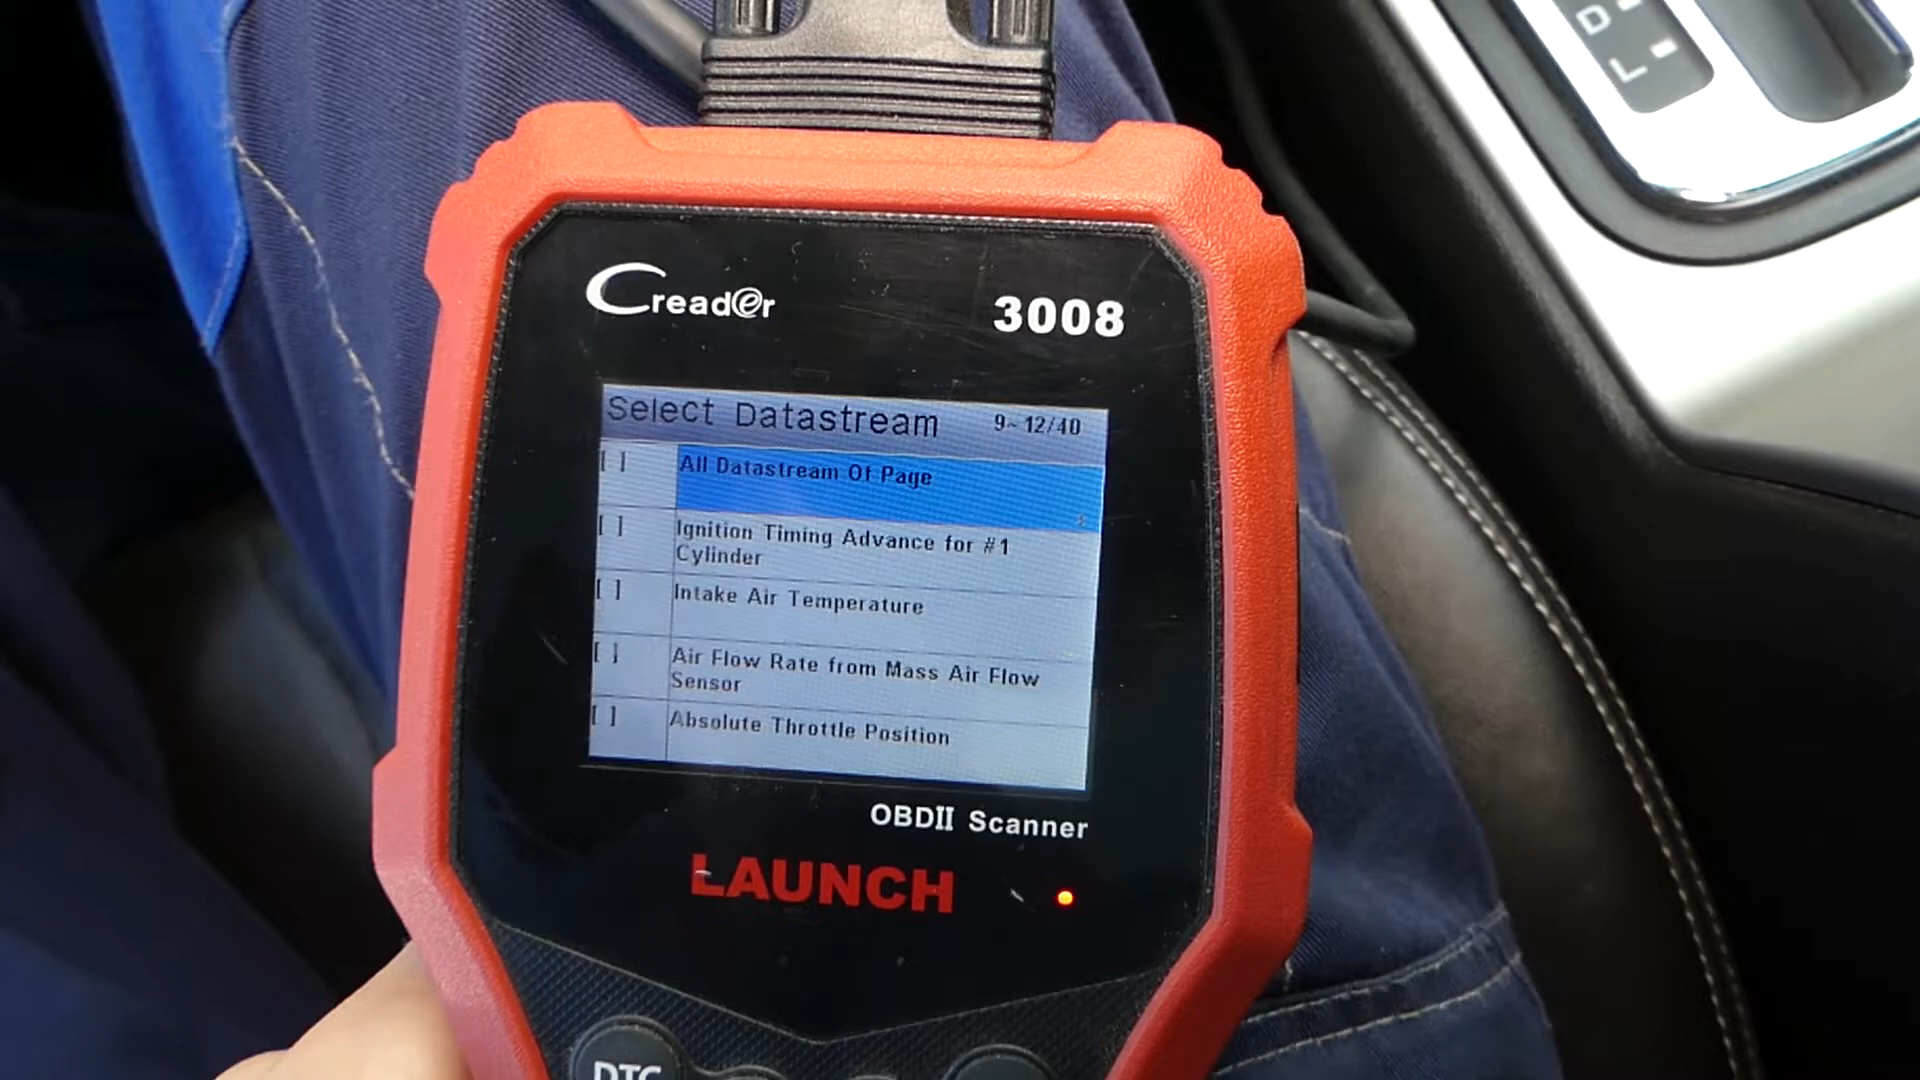 D
L
Creader
3008
Select Datastream 9~12/40
[ ] All Datastream Of Page
[ ] Ignition Timing Advance for #1
Cylinder
[ ] Intake Air Temperature
[ ] Air Flow Rate from Mass Air Flow
Sensor
[ ] Absolute Throttle Position
OBDII Scanner
LAUNCH
DTC